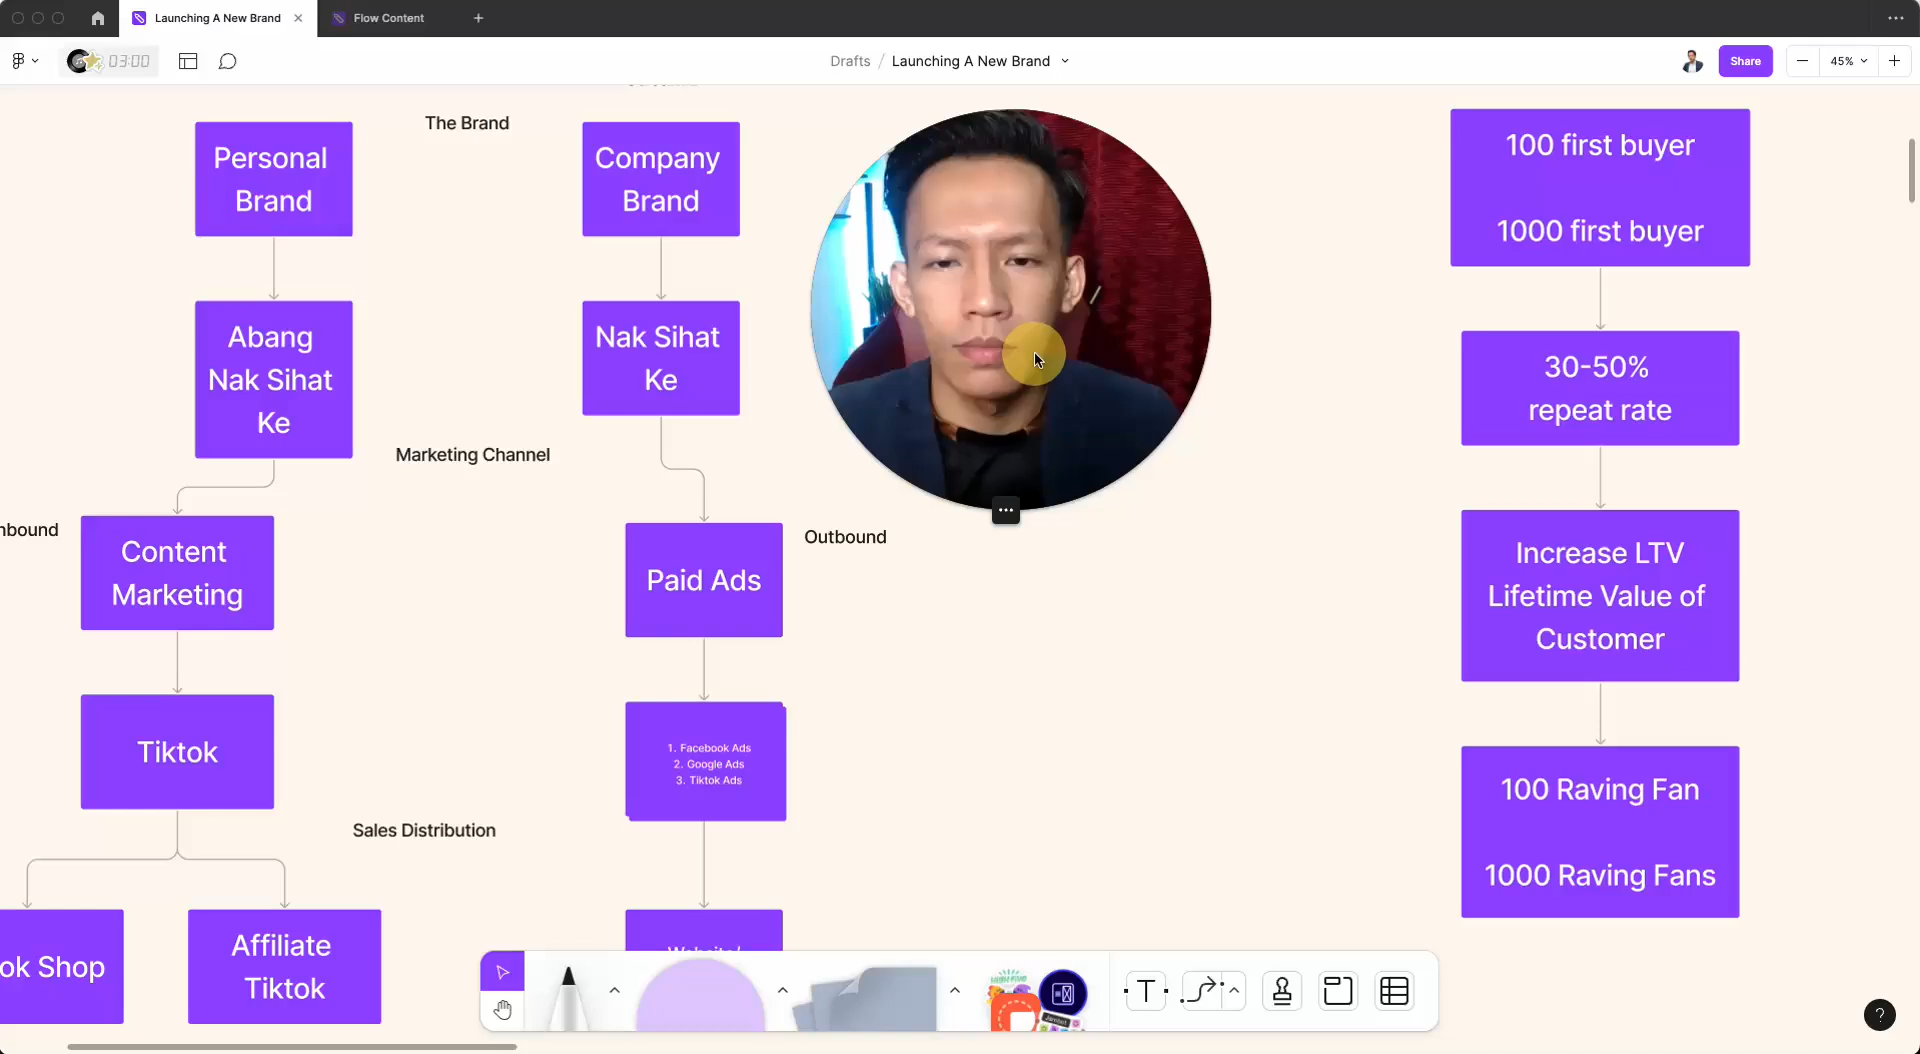 Launching A New Brand
Flow Content
03:00
Drafts / Launching A New Brand
Share
45%
The Brand
Personal
Brand
Company
Brand
100 first buyer
1000 first buyer
Abang
Nak Sihat
Ke
Nak Sihat
Ke
30-50%
repeat rate
Marketing Channel
nbound
Content
Marketing
Outbound
Paid Ads
Increase LTV
Lifetime Value of
Customer
Tiktok
1. Facebook Ads
2. Google Ads
3. Tiktok Ads
100 Raving Fan
1000 Raving Fans
Sales Distribution
ok Shop
Affiliate
Tiktok
T
?